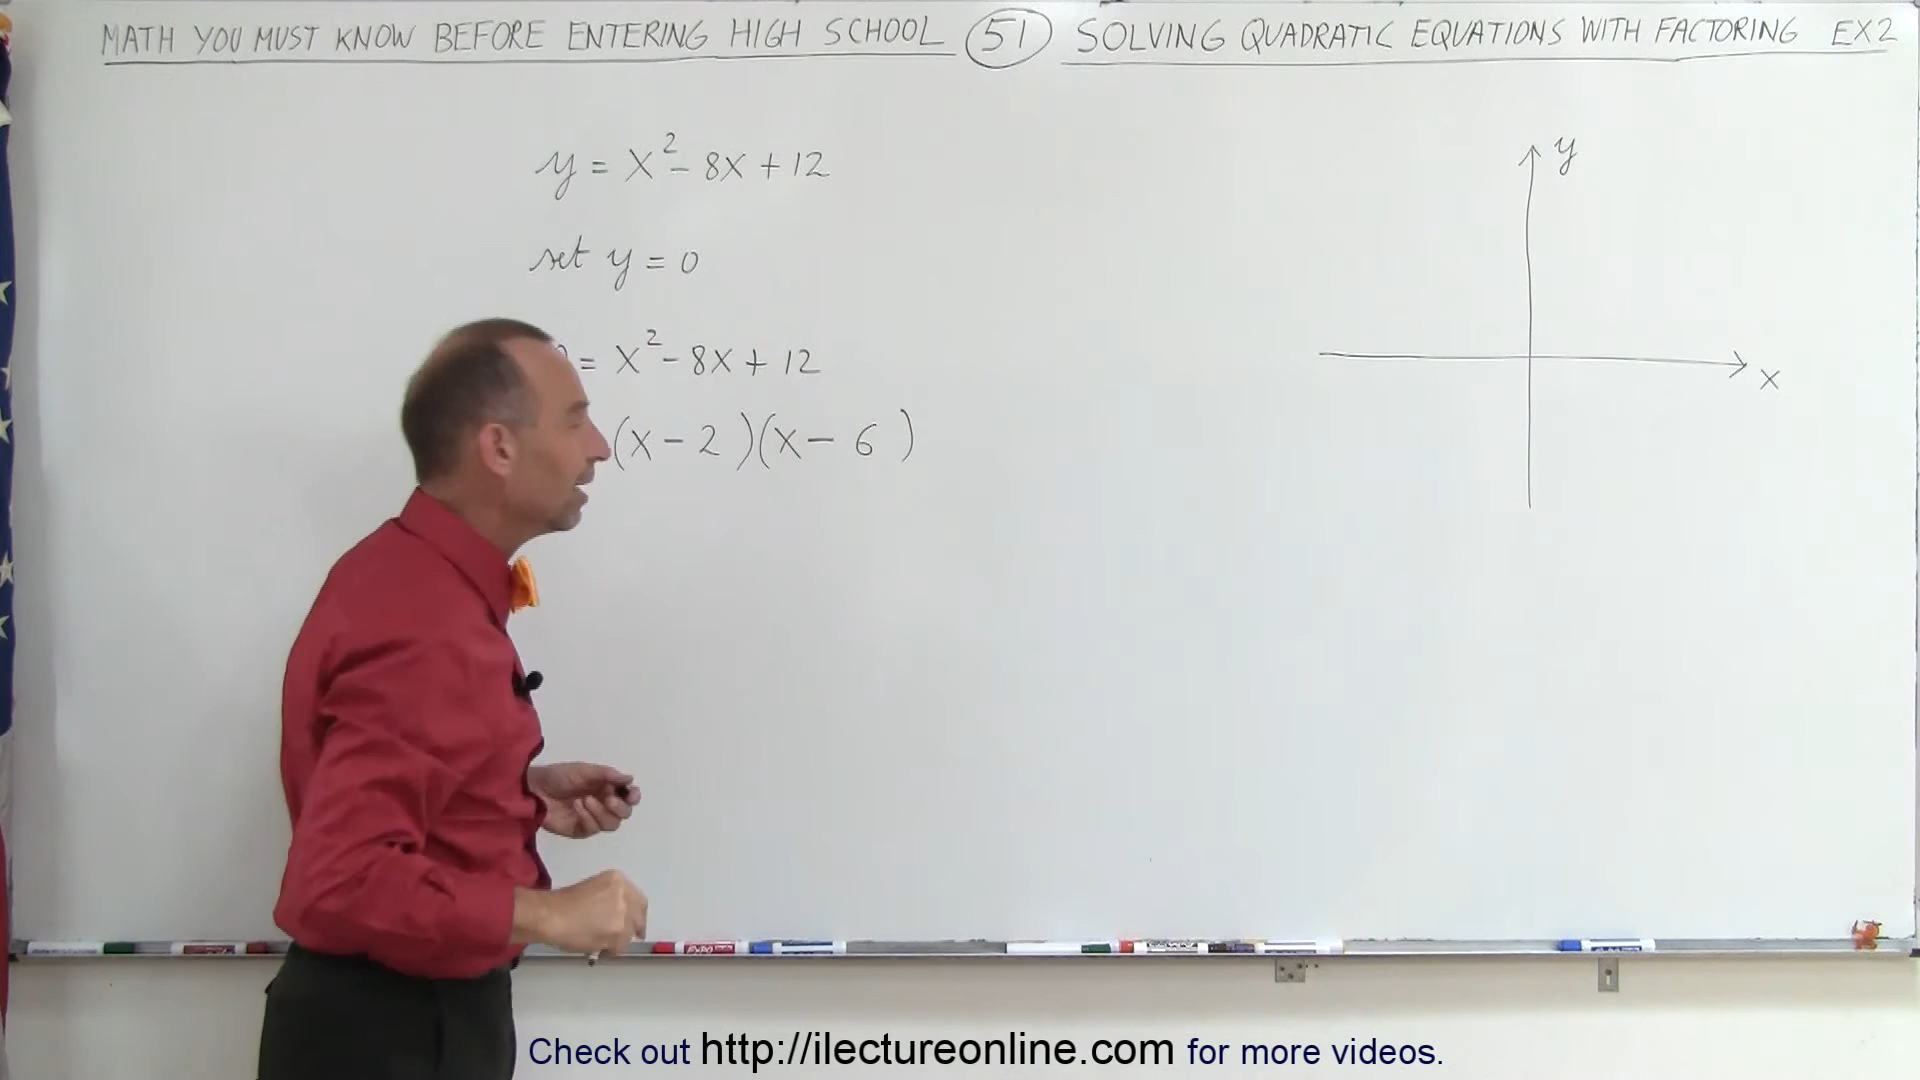 MATH YOU MUST KNOW BEFORE ENTERING HIGH SCHOOL 51 SOLVING QUADRATIC EQUATIONS WITH FACTORING EX2
y = x² - 8x + 12
set y = 0
= x² - 8x + 12
(x - 2)(x - 6)
y
x
EXPO
Check out http://ilectureonline.com for more videos.